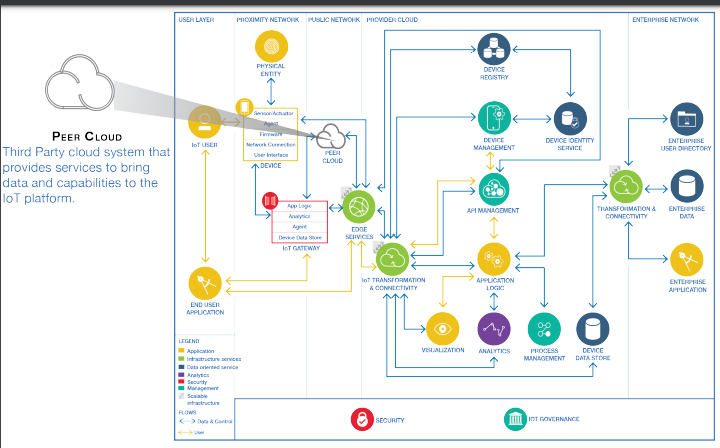 USER LAYER
PROXIMITY NETWORK
PUBLIC NETWORK
PROVIDER CLOUD
ENTERPRISE NETWORK
PEER CLOUD
Third Party cloud system that
provides services to bring
data and capabilities to the
IoT platform.
PHYSICAL
ENTITY
DEVICE
REGISTRY
IoT USER
Sensor/Actuator
Agent
Firmware
Network Connection
User Interface
DEVICE
PEER
CLOUD
DEVICE
MANAGEMENT
DEVICE IDENTITY
SERVICE
ENTERPRISE
USER DIRECTORY
App Logic
Analytics
Agent
Device Data Store
IoT GATEWAY
EDGE
SERVICES
API MANAGEMENT
TRANSFORMATION
& CONNECTIVITY
ENTERPRISE
DATA
END USER
APPLICATION
IoT TRANSFORMATION
& CONNECTIVITY
APPLICATION
LOGIC
ENTERPRISE
APPLICATION
VISUALIZATION
ANALYTICS
PROCESS
MANAGEMENT
DEVICE
DATA STORE
LEGEND
Application
Infrastructure services
Data oriented service
Analytics
Security
Management
Scalable
infrastructure
FLOWS
Data & Control
User
SECURITY
IOT GOVERNANCE